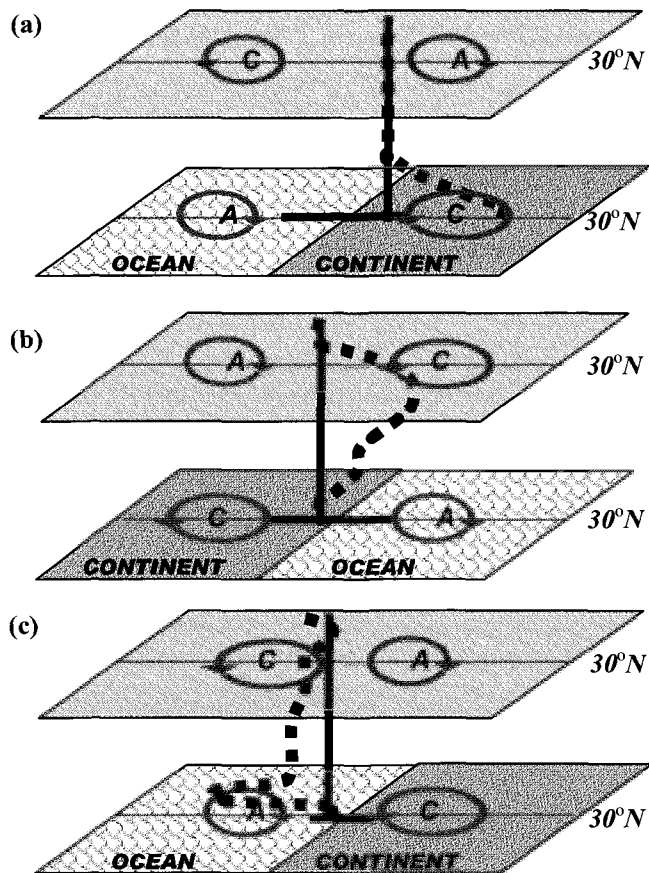 (a)
C A 30°N
A C 30°N
OCEAN CONTINENT
(b)
A C 30°N
C A 30°N
CONTINENT OCEAN
(c)
C A 30°N
A C 30°N
OCEAN CONTINENT